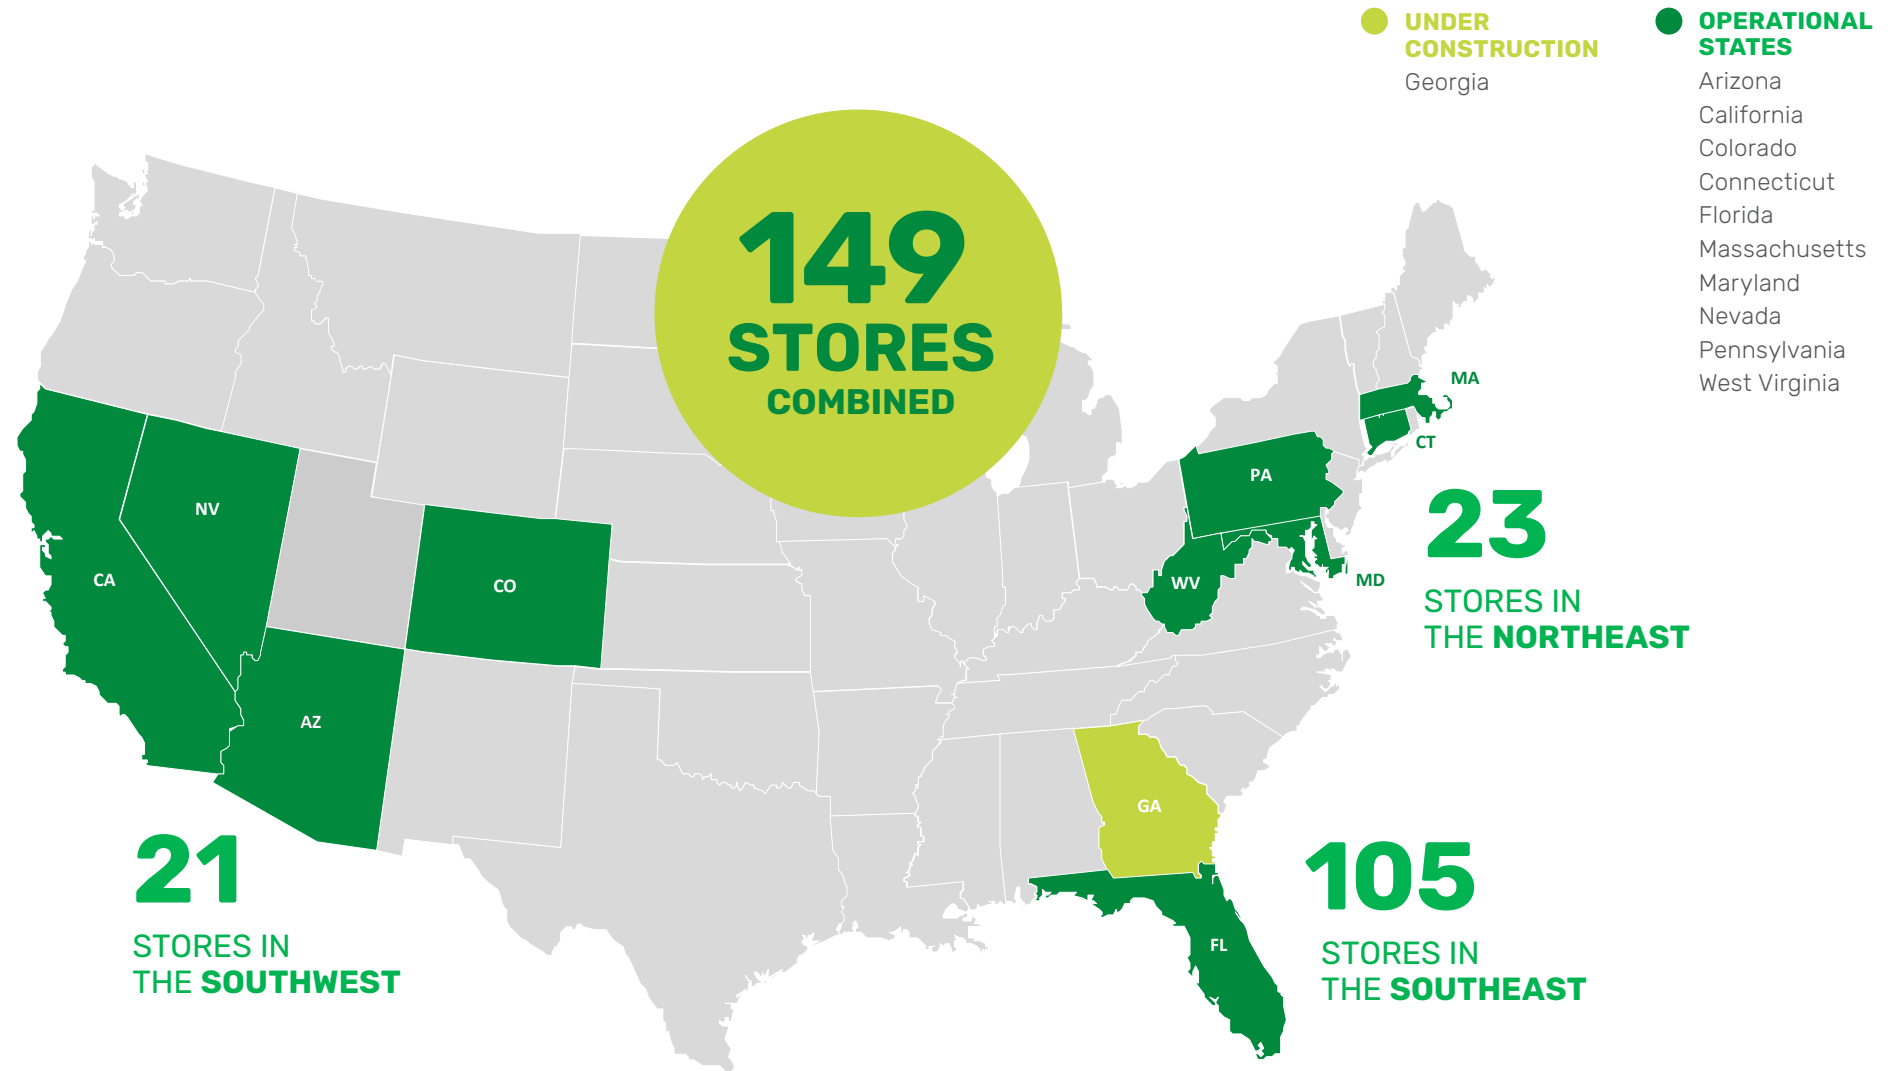 UNDER
CONSTRUCTION
Georgia
OPERATIONAL
STATES
Arizona
California
Colorado
Connecticut
Florida
Massachusetts
Maryland
Nevada
Pennsylvania
West Virginia
149
STORES
COMBINED
MA
CT
PA
NV
CA
CO
WV
MD
AZ
GA
FL
23
STORES IN
THE NORTHEAST
21
STORES IN
THE SOUTHWEST
105
STORES IN
THE SOUTHEAST